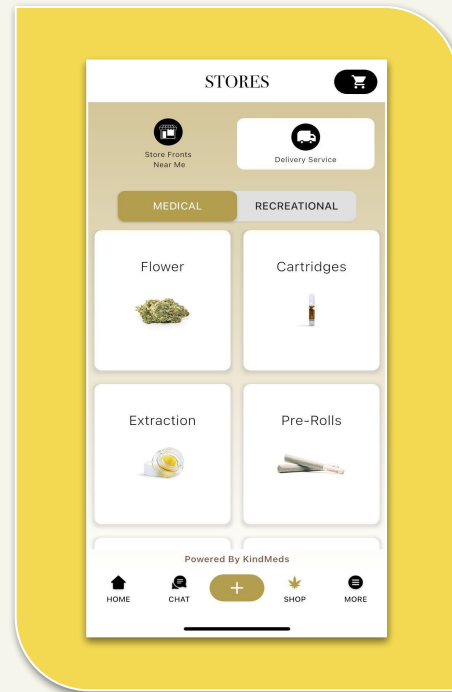 STORES
Store Fronts
Near Me
Delivery Service
MEDICAL
RECREATIONAL
Flower
Cartridges
Extraction
Pre-Rolls
Powered By KindMeds
HOME
CHAT
+
SHOP
MORE